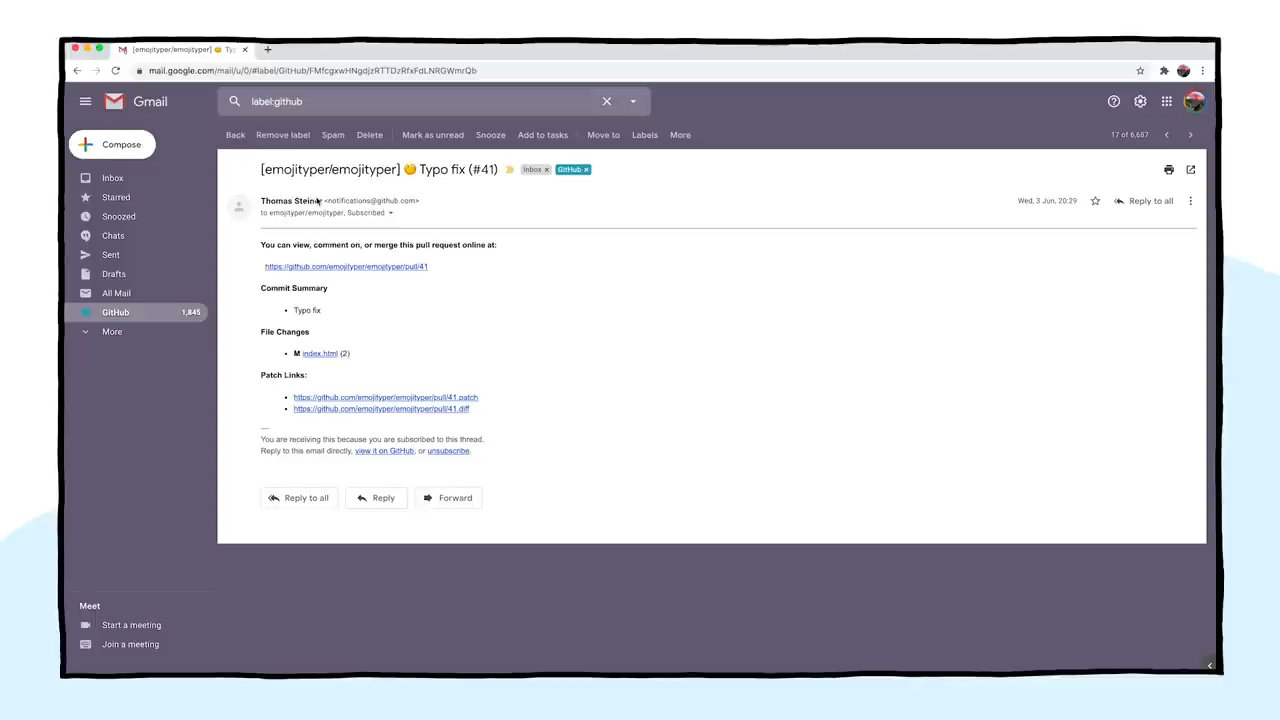 [emojityper/emojityper] 😊 Typ
mail.google.com/mail/u/0/#label/GitHub/FMfcgxwHNgdjzRTTDzRfxFdLNRGWmrQb
Gmail
label:github
Compose
Back Remove label Spam Delete Mark as unread Snooze Add to tasks Move to Labels More 17 of 6,687
Inbox
Starred
Snoozed
Chats
Sent
Drafts
All Mail
GitHub 1,845
More
Meet
Start a meeting
Join a meeting
[emojityper/emojityper] 😊 Typo fix (#41) Inbox × GitHub ×
Thomas Steiner <notifications@github.com> Wed, 3 Jun, 20:29 Reply to all
to emojityper/emojityper, Subscribed
You can view, comment on, or merge this pull request online at:
https://github.com/emojityper/emojityper/pull/41
Commit Summary
• Typo fix
File Changes
• M index.html (2)
Patch Links:
• https://github.com/emojityper/emojityper/pull/41.patch
• https://github.com/emojityper/emojityper/pull/41.diff
—
You are receiving this because you are subscribed to this thread.
Reply to this email directly, view it on GitHub, or unsubscribe.
Reply to all Reply Forward